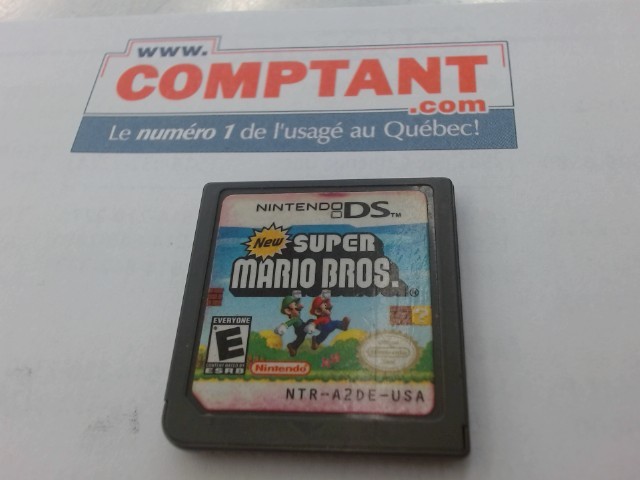 www.
COMPTANT
.com
Le numéro 1 de l'usagé au Québec!
NINTENDO DS TM
New SUPER
MARIO BROS.
EVERYONE
E
ESRB
Nintendo
NTR-A2DE-USA